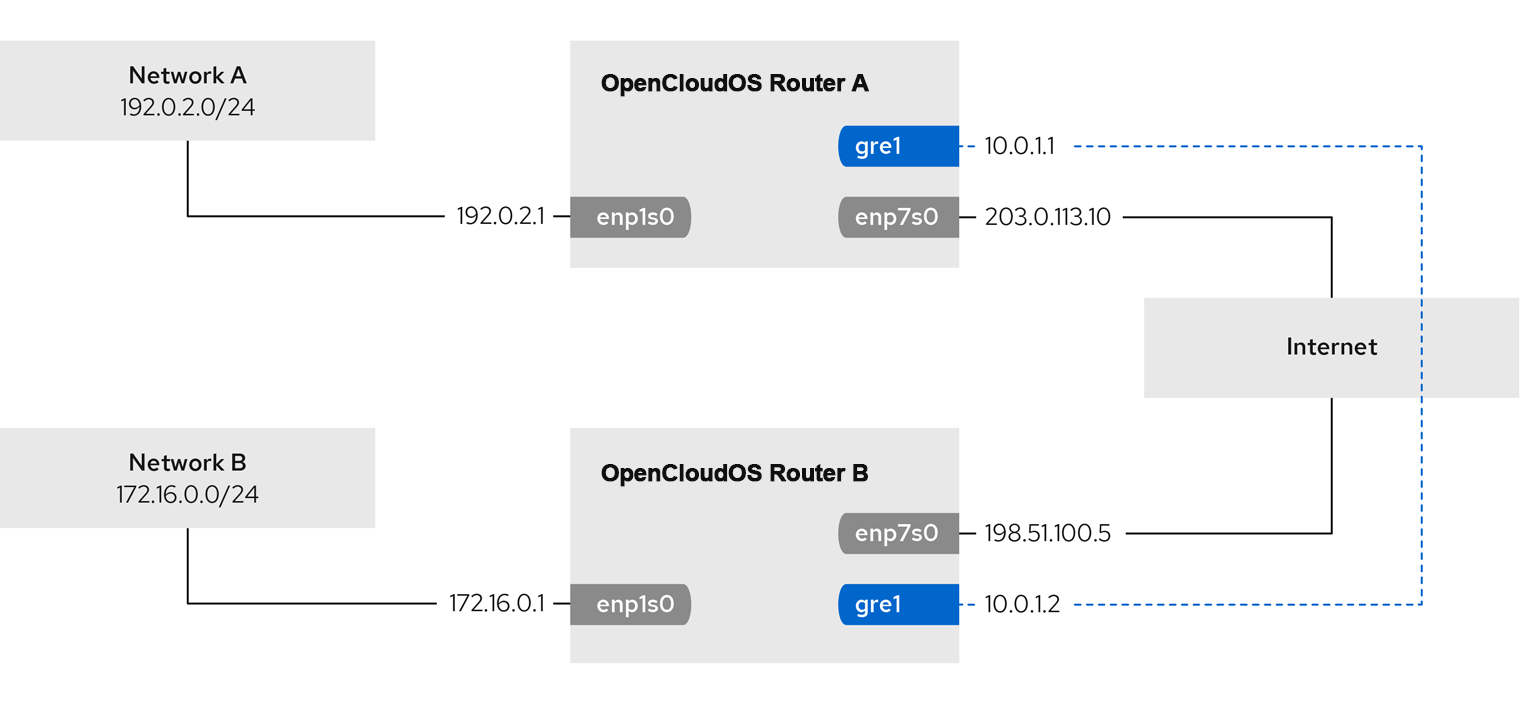 Network A
192.0.2.0/24
OpenCloudOS Router A
gre1
10.0.1.1
192.0.2.1
enp1s0
enp7s0
203.0.113.10
Internet
Network B
172.16.0.0/24
OpenCloudOS Router B
enp7s0
198.51.100.5
172.16.0.1
enp1s0
gre1
10.0.1.2